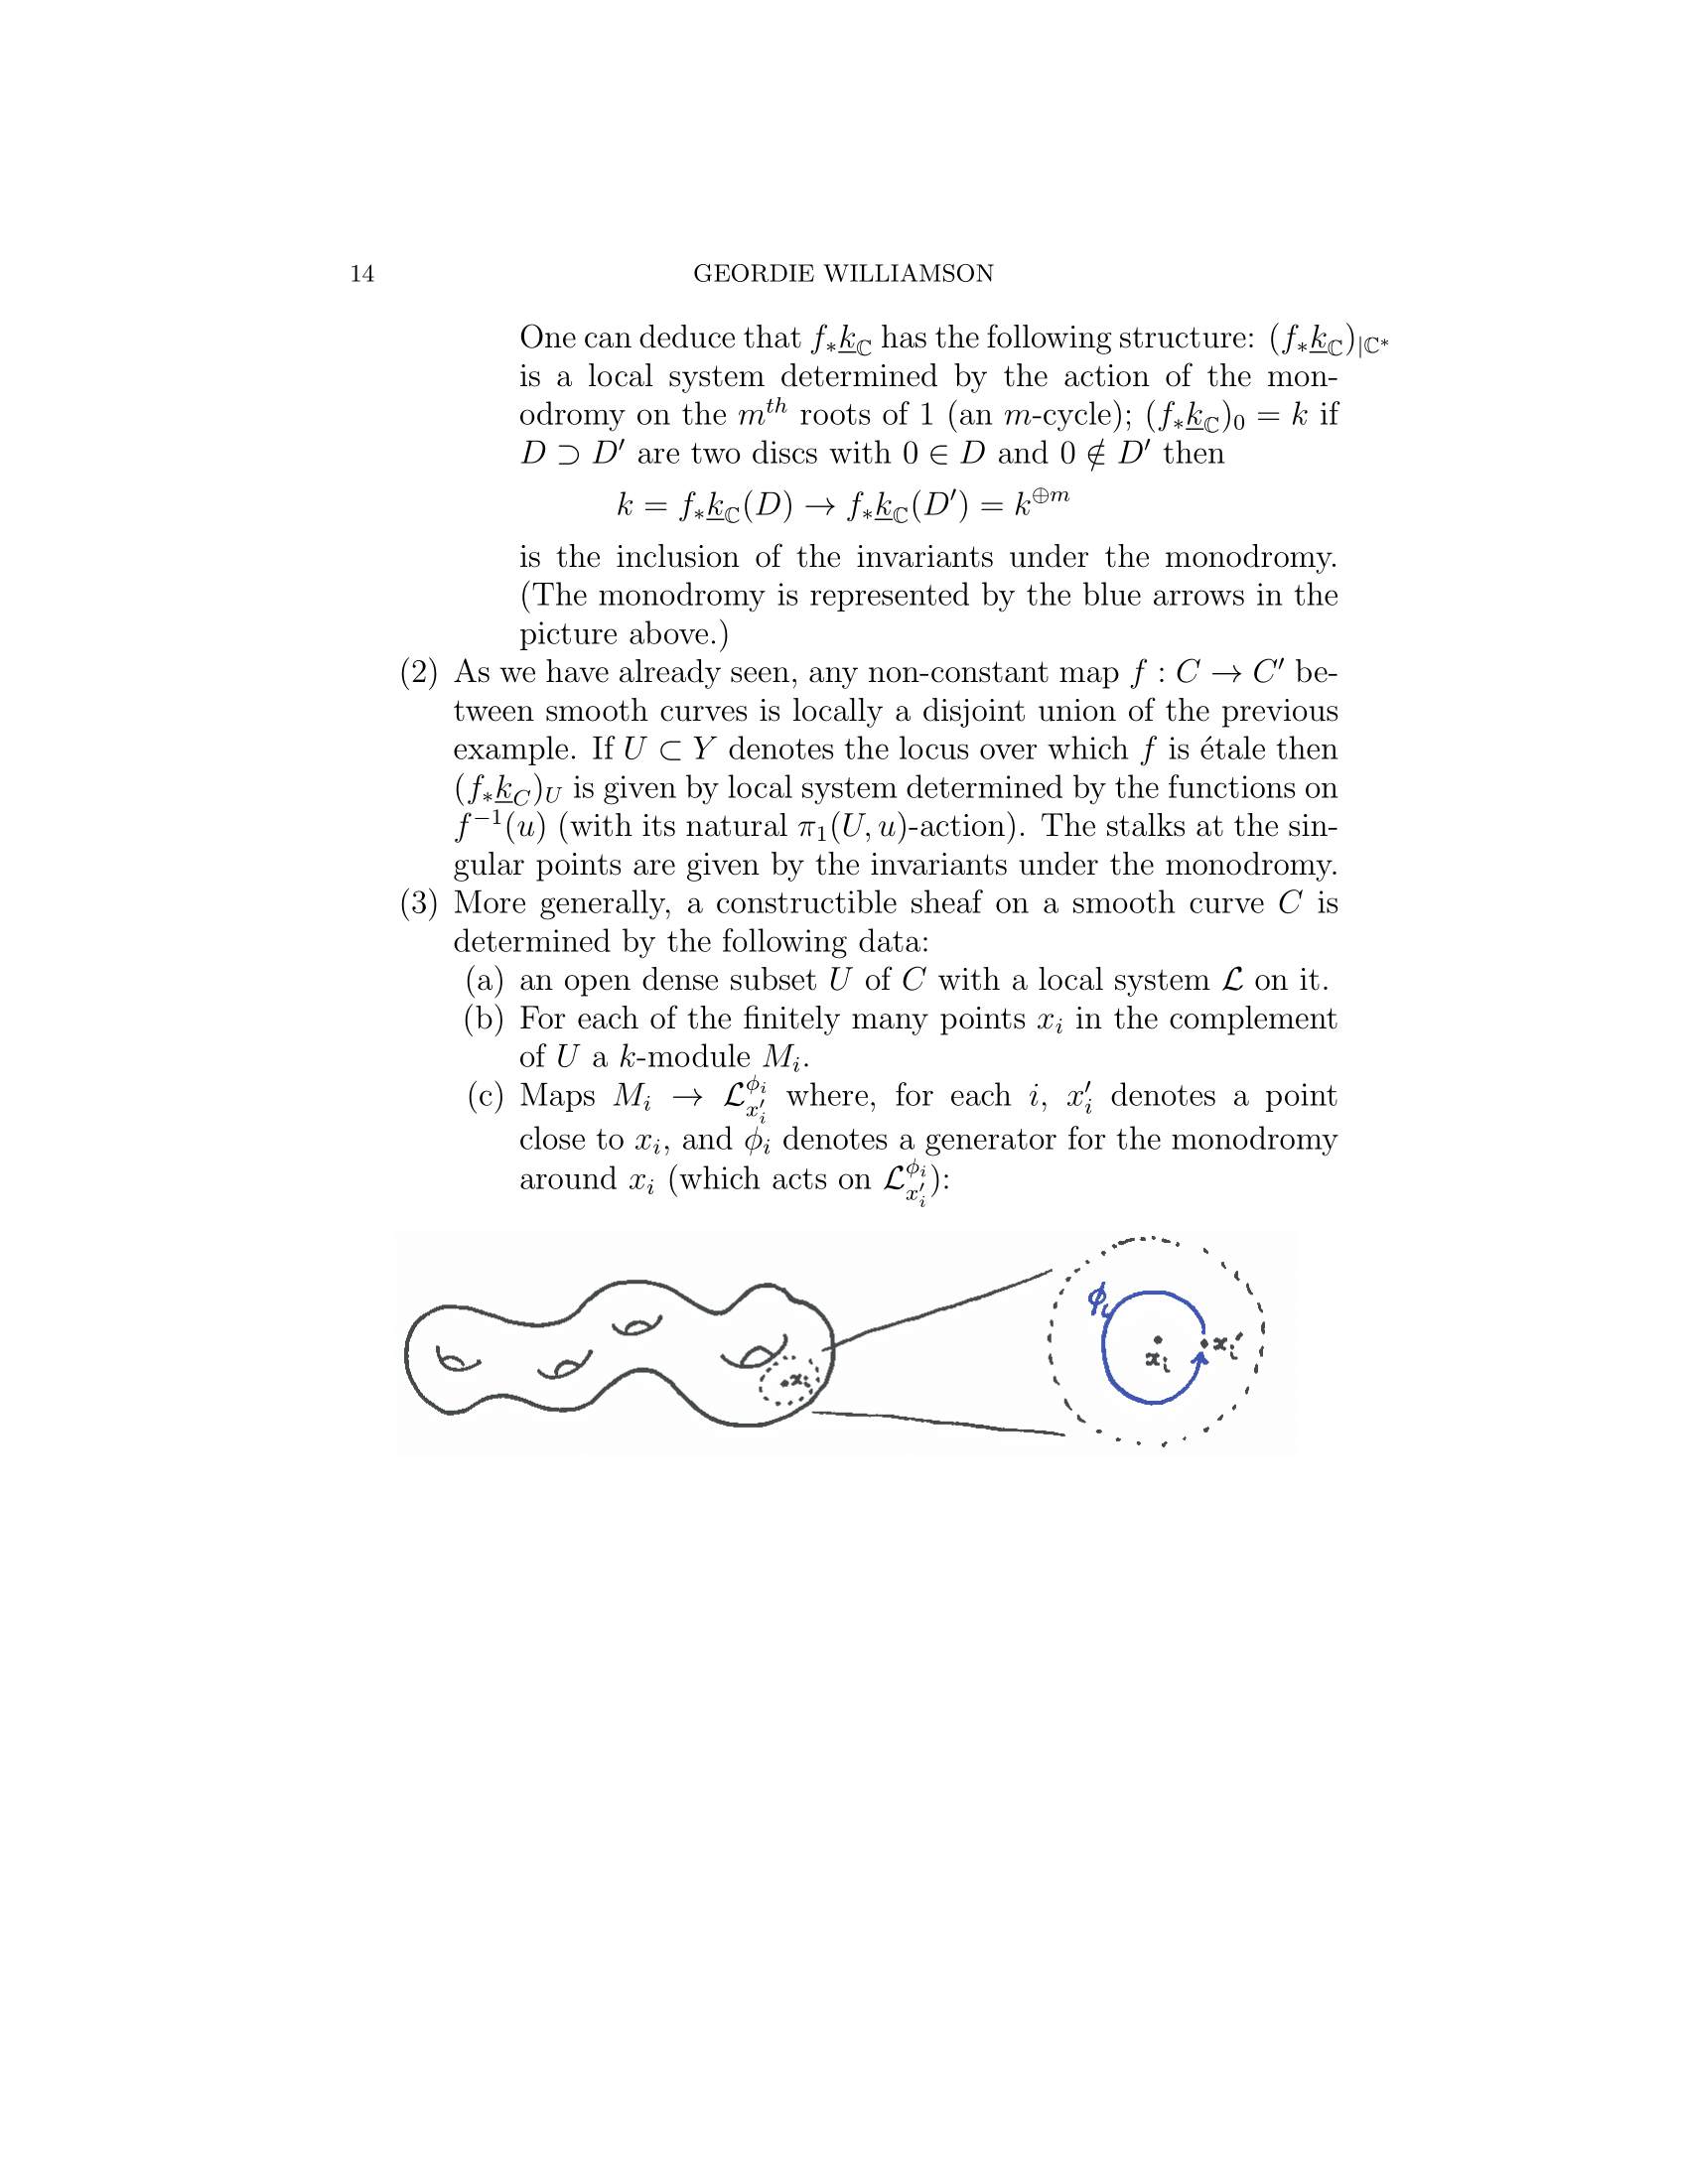 14 GEORDIE WILLIAMSON
One can deduce that $f_*\underline{k}_{\mathbb{C}}$ has the following structure: $(f_*\underline{k}_{\mathbb{C}})_{|\mathbb{C}^*}$
is a local system determined by the action of the mon-
odromy on the $m^{th}$ roots of 1 (an $m$-cycle); $(f_*\underline{k}_{\mathbb{C}})_0 = k$ if
$D \supset D'$ are two discs with $0 \in D$ and $0 \notin D'$ then
$k = f_*\underline{k}_{\mathbb{C}}(D) \to f_*\underline{k}_{\mathbb{C}}(D') = k^{\oplus m}$
is the inclusion of the invariants under the monodromy.
(The monodromy is represented by the blue arrows in the
picture above.)
(2) As we have already seen, any non-constant map $f : C \to C'$ be-
tween smooth curves is locally a disjoint union of the previous
example. If $U \subset Y$ denotes the locus over which $f$ is étale then
$(f_*\underline{k}_C)_U$ is given by local system determined by the functions on
$f^{-1}(u)$ (with its natural $\pi_1(U, u)$-action). The stalks at the sin-
gular points are given by the invariants under the monodromy.
(3) More generally, a constructible sheaf on a smooth curve $C$ is
determined by the following data:
(a) an open dense subset $U$ of $C$ with a local system $\mathcal{L}$ on it.
(b) For each of the finitely many points $x_i$ in the complement
of $U$ a $k$-module $M_i$.
(c) Maps $M_i \to \mathcal{L}_{x_i'}^{\phi_i}$ where, for each $i$, $x_i'$ denotes a point
close to $x_i$, and $\phi_i$ denotes a generator for the monodromy
around $x_i$ (which acts on $\mathcal{L}_{x_i'}^{\phi_i}$):
$x_i$
$\phi_i$
$x_i$
$x_i'$